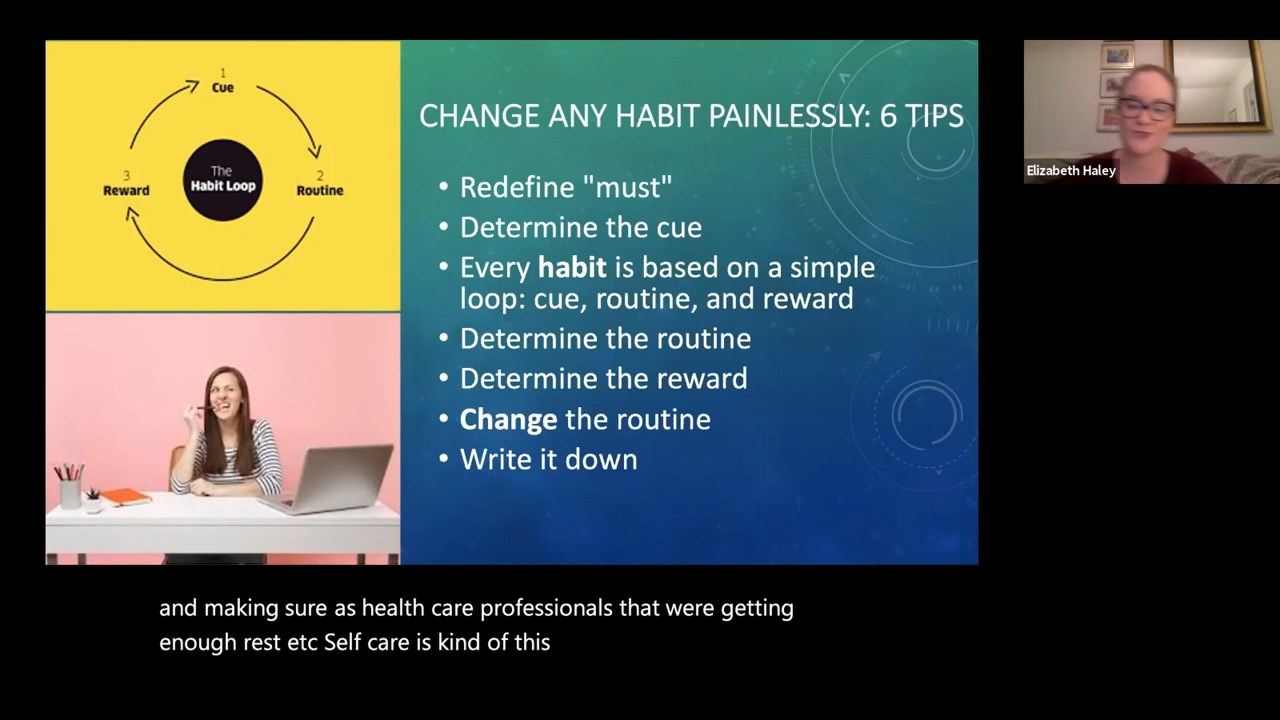 1
Cue
The
Habit Loop
3
Reward
2
Routine
CHANGE ANY HABIT PAINLESSLY: 6 TIPS
• Redefine "must"
• Determine the cue
• Every habit is based on a simple
loop: cue, routine, and reward
• Determine the routine
• Determine the reward
• Change the routine
• Write it down
Elizabeth Haley
and making sure as health care professionals that were getting
enough rest etc Self care is kind of this